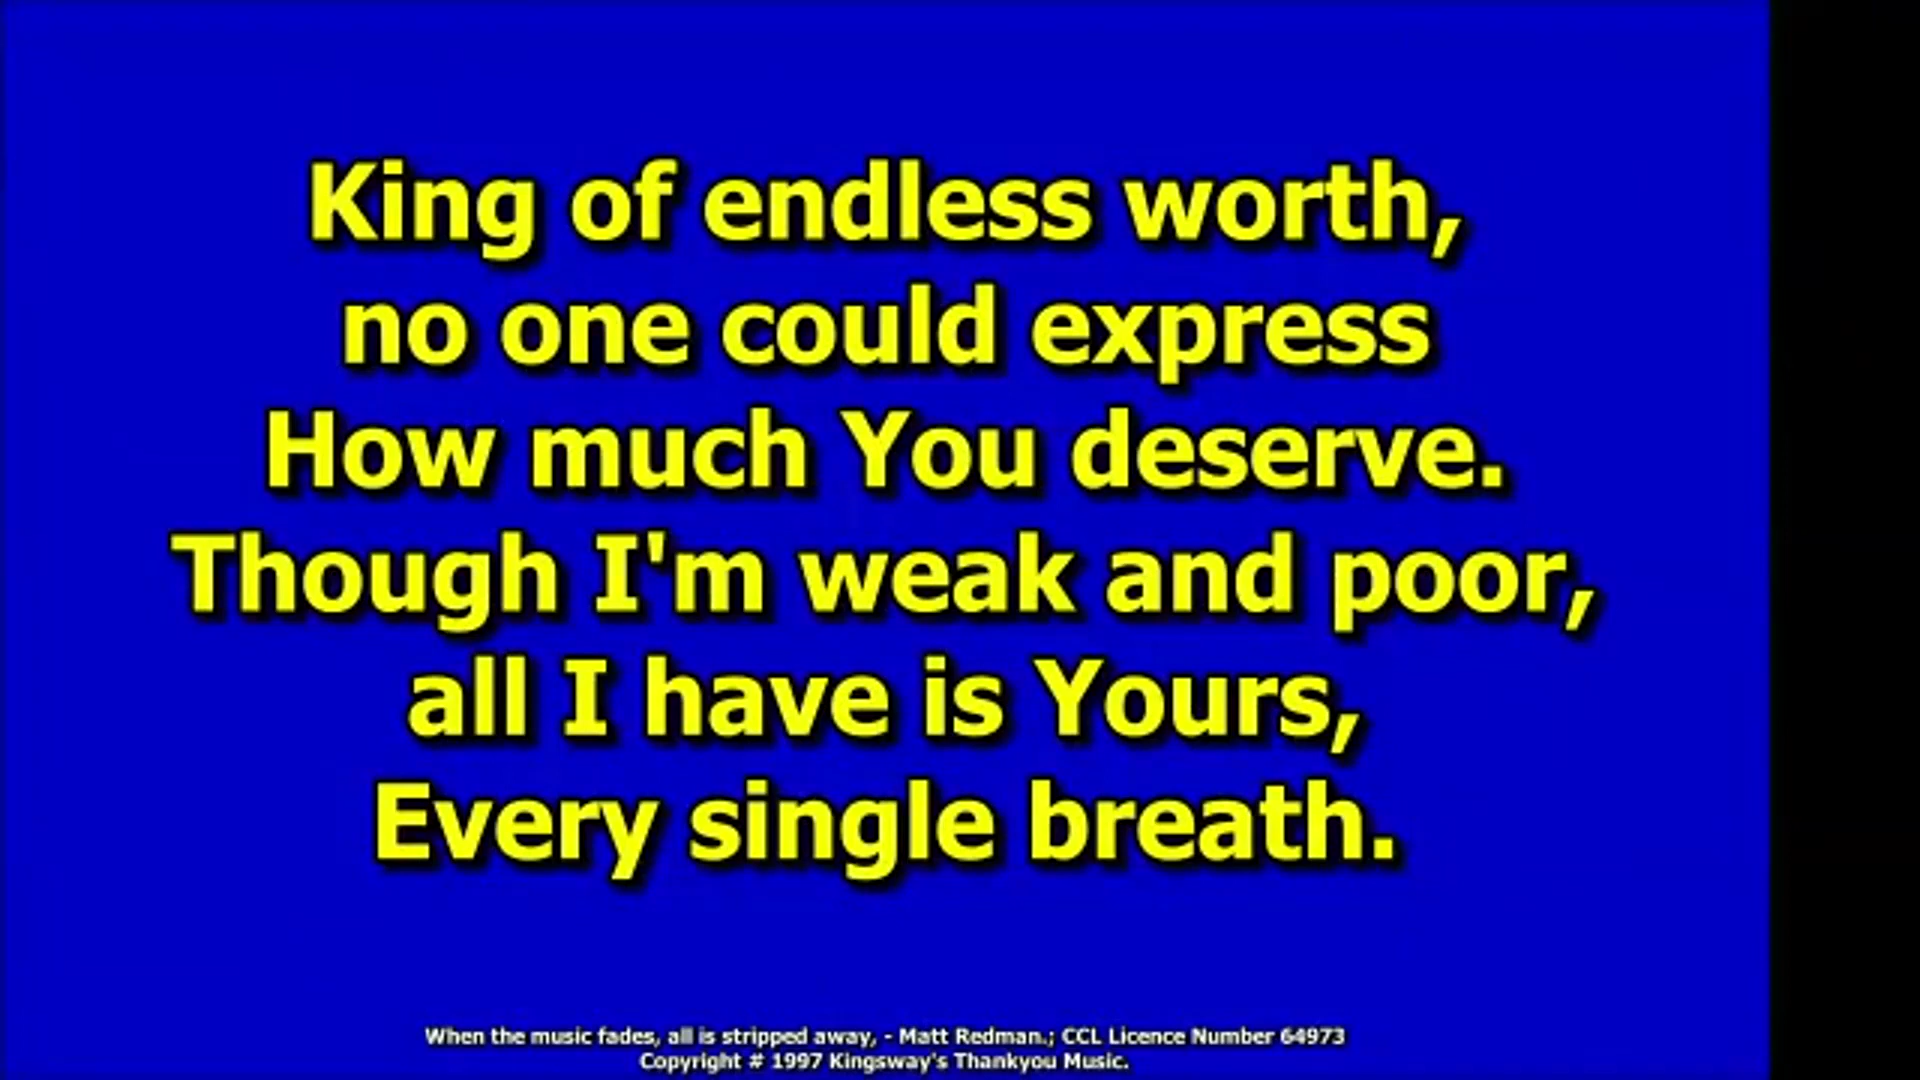 King of endless worth,
no one could express
How much You deserve.
Though I'm weak and poor,
all I have is Yours,
Every single breath.
When the music fades, all is stripped away, - Matt Redman.; CCL Licence Number 64973
Copyright # 1997 Kingsway's Thankyou Music.